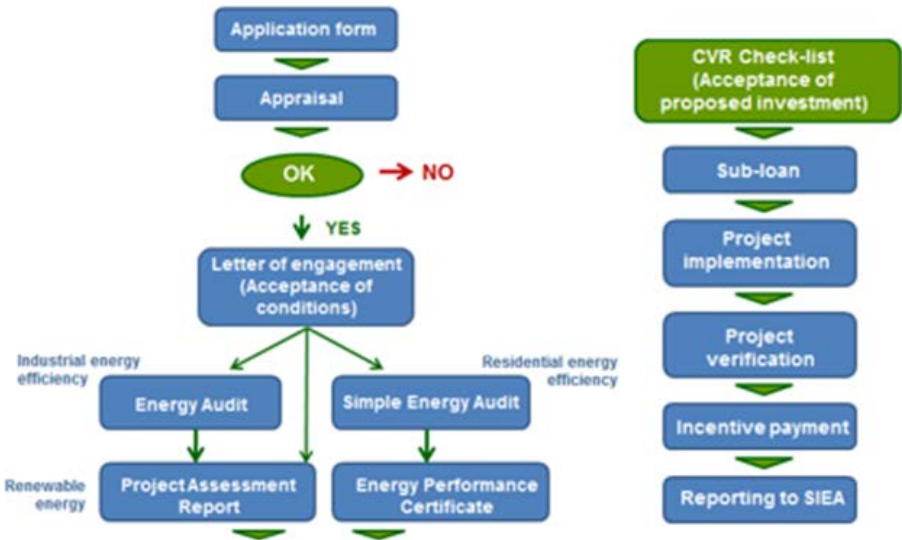 Application form
Appraisal
OK
NO
YES
Letter of engagement
(Acceptance of
conditions)
Industrial energy
efficiency
Residential energy
efficiency
Energy Audit
Simple Energy Audit
Renewable
energy
Project Assessment
Report
Energy Performance
Certificate
CVR Check-list
(Acceptance of
proposed investment)
Sub-loan
Project
implementation
Project
verification
Incentive payment
Reporting to SIEA